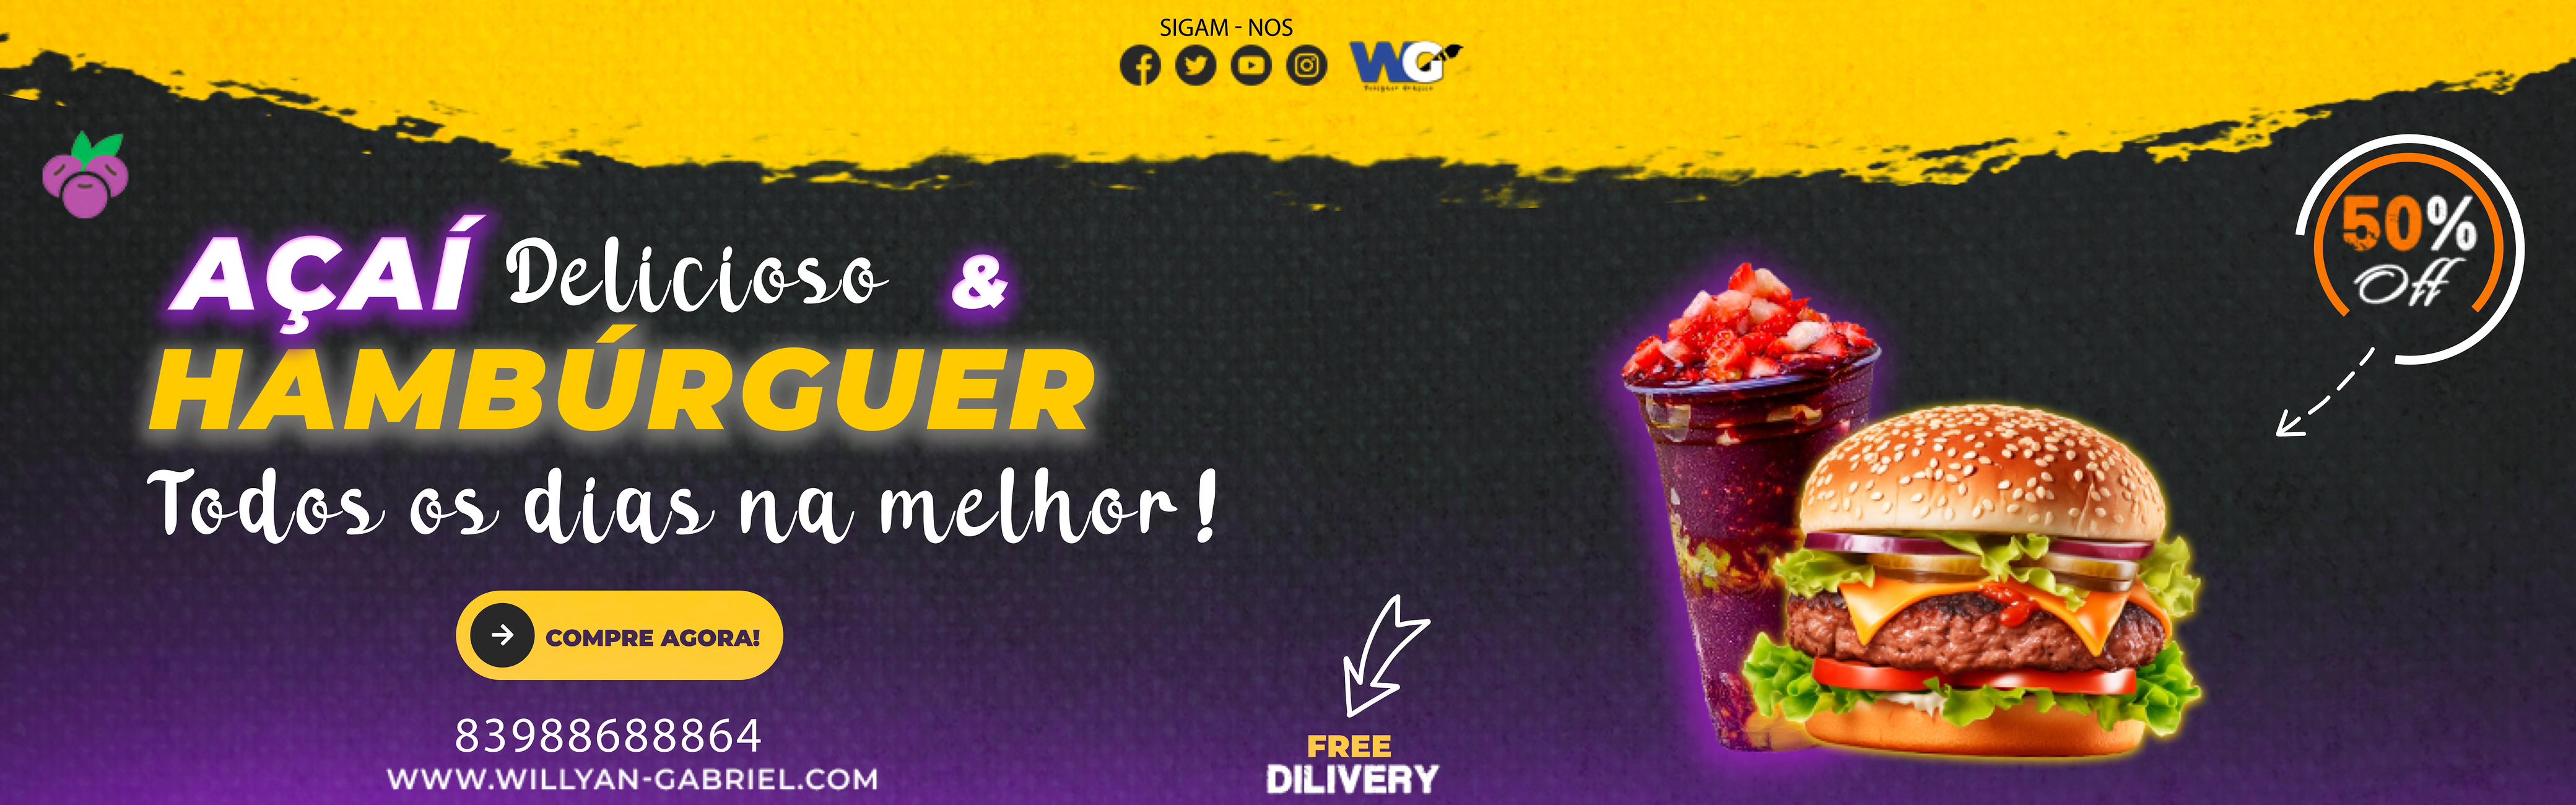 SIGAM - NOS
WG
50%
Off
AÇAÍ Delicioso &
HAMBÚRGUER
Todos os dias na melhor!
COMPRE AGORA!
83988688864
WWW.WILLYAN-GABRIEL.COM
FREE
DILIVERY